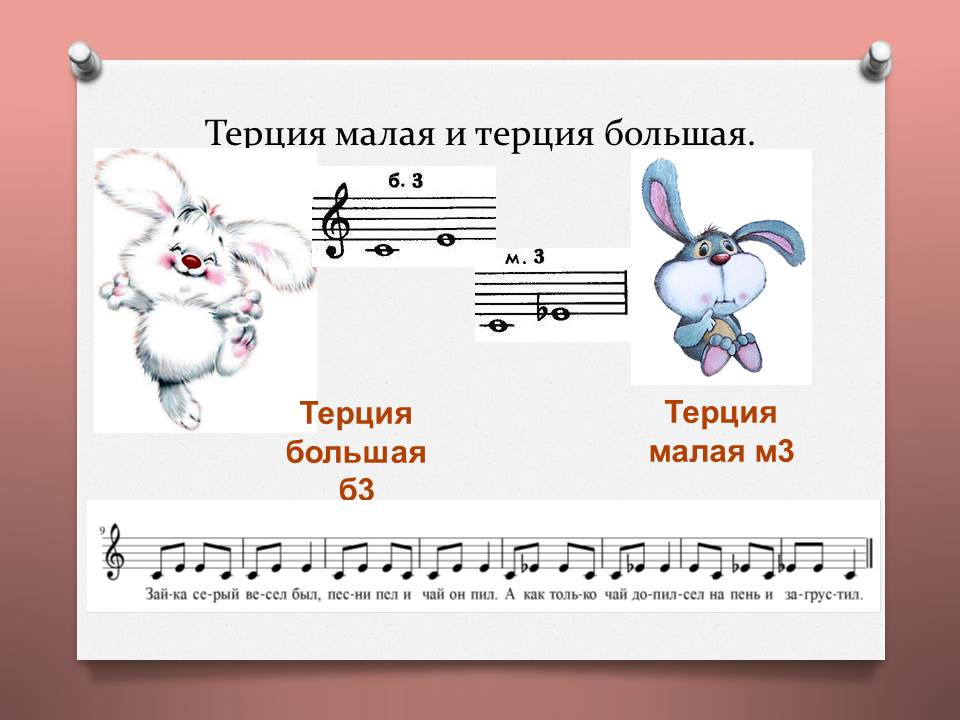 Терция малая и терция большая.
б. 3
м. 3
Терция
большая
б3
Терция
малая м3
9
Зай-ка се-рый ве-сел был, пес-ни пел и чай он пил. А как толь-ко чай до-пил-сел на пень и за-грус-тил.